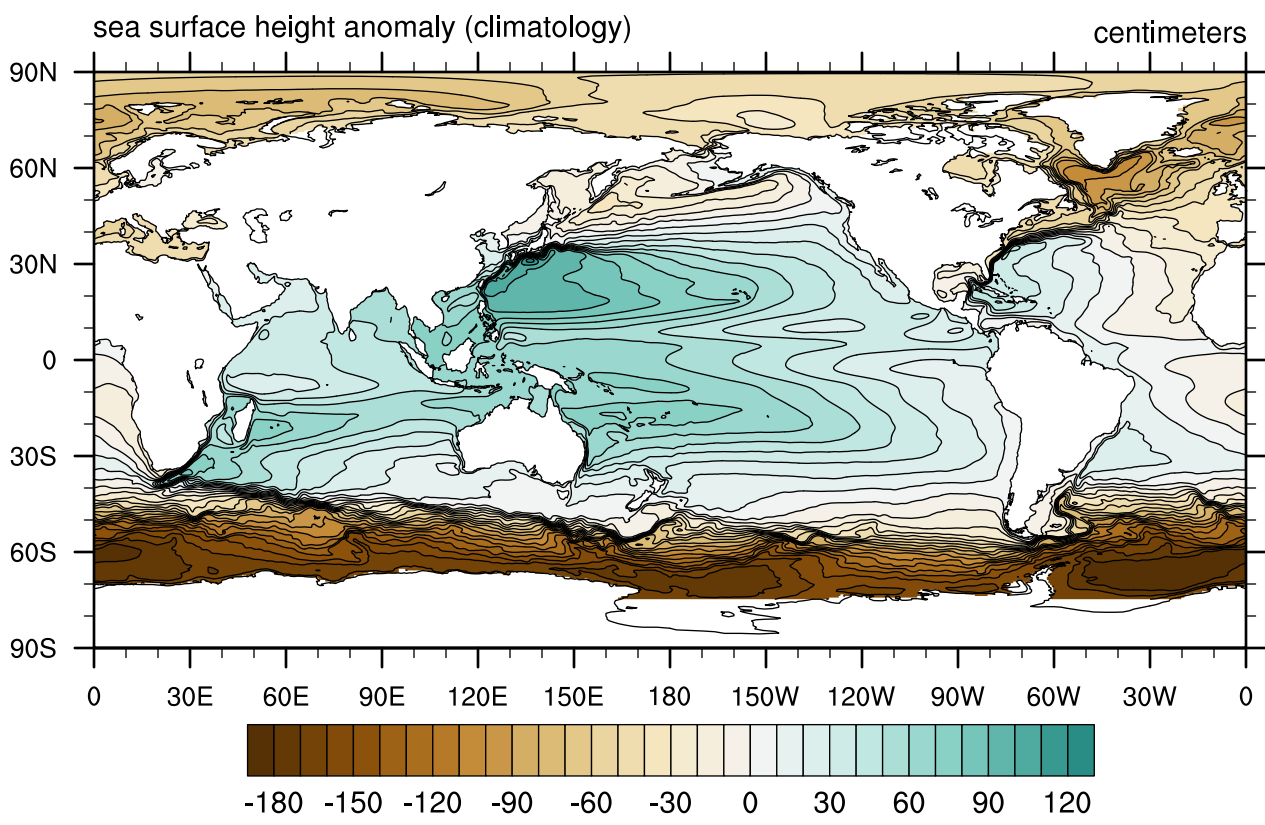 sea surface height anomaly (climatology) centimeters
90N
60N
30N
0
30S
60S
90S
0 30E 60E 90E 120E 150E 180 150W 120W 90W 60W 30W 0
-180 -150 -120 -90 -60 -30 0 30 60 90 120